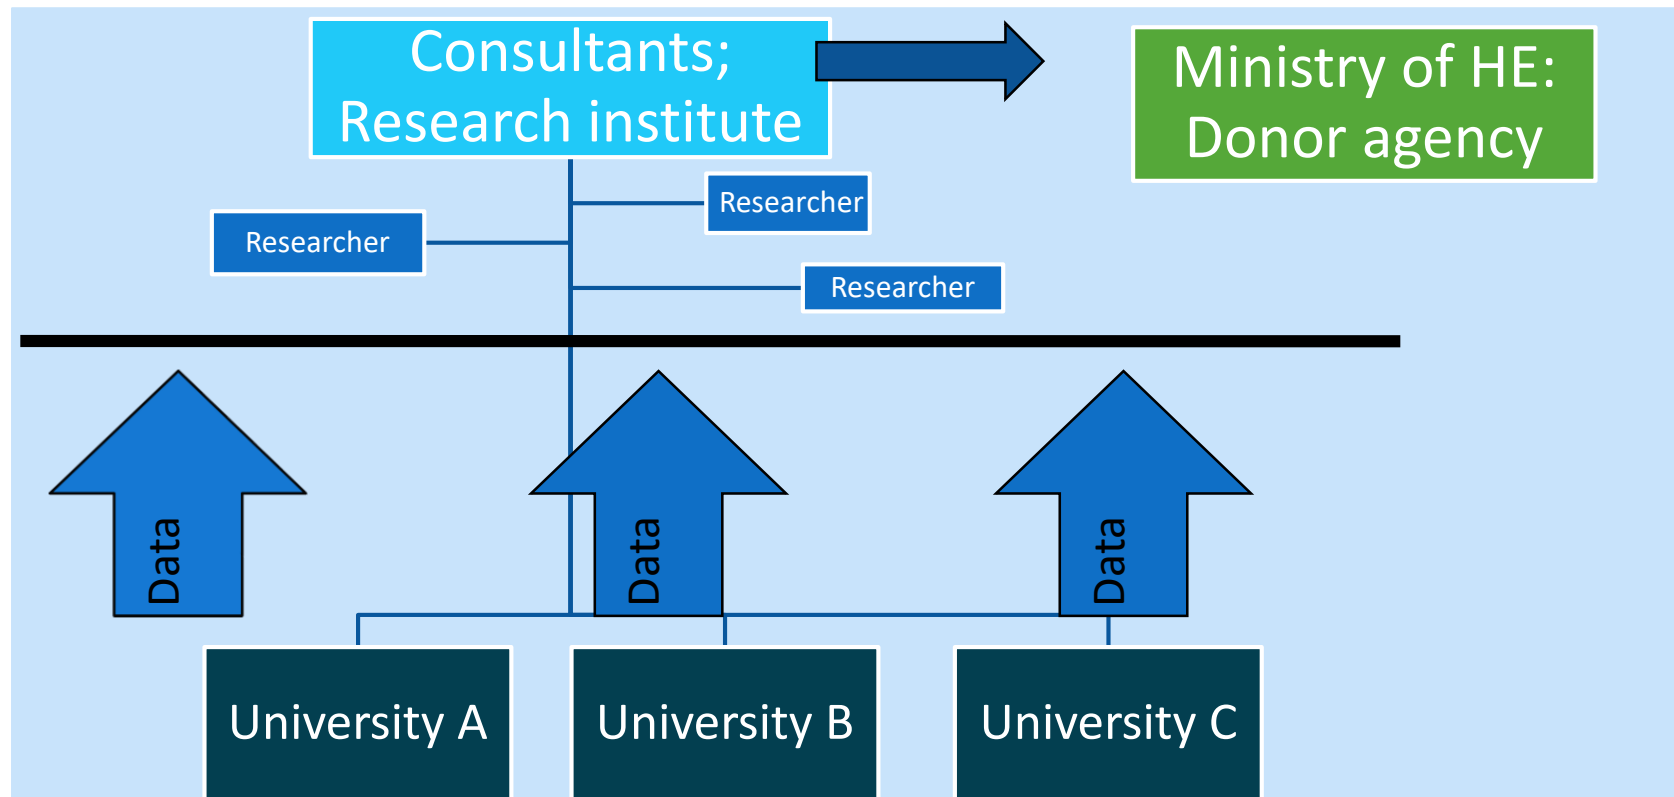 Consultants;
Research institute
Ministry of HE:
Donor agency
Researcher
Researcher
Researcher
Data
Data
Data
University A
University B
University C